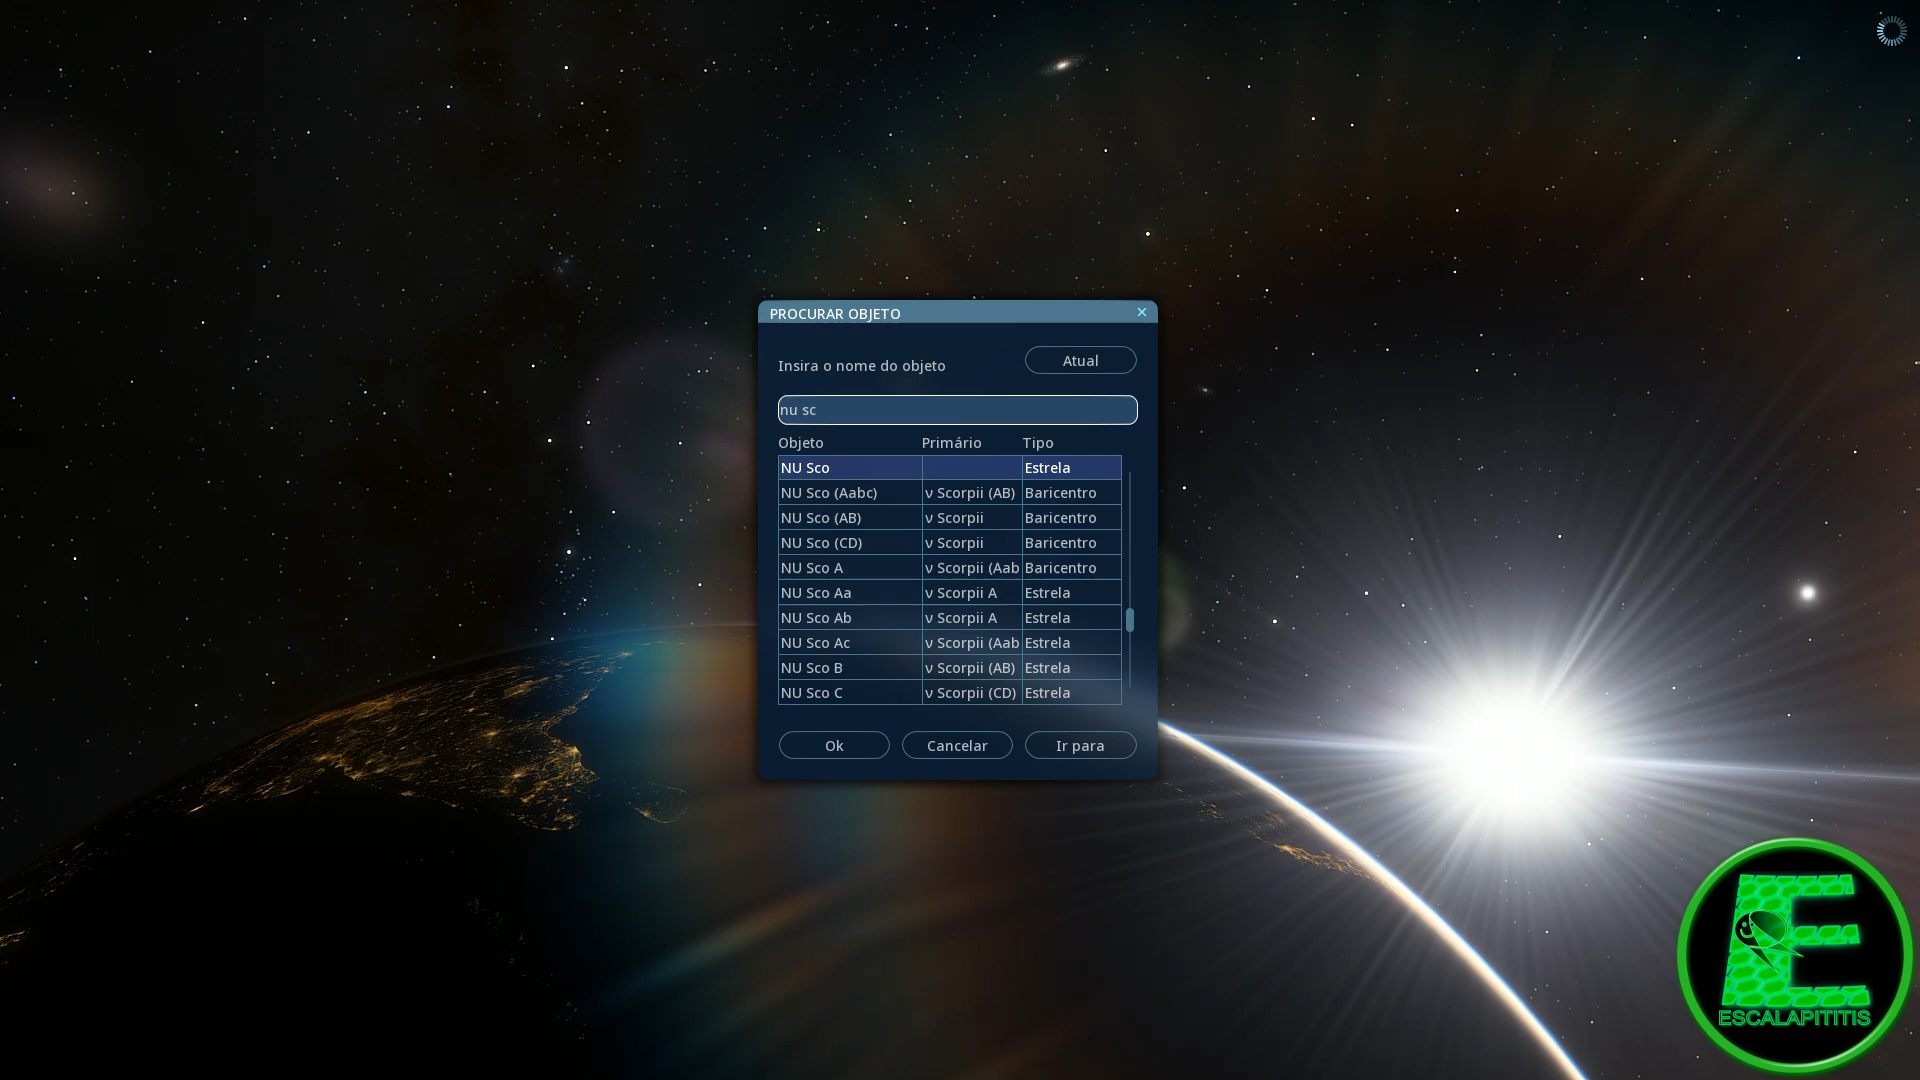 PROCURAR OBJETO
Insira o nome do objeto
Atual
nu sc
Objeto Primário Tipo
NU Sco Estrela
NU Sco (Aabc) ν Scorpii (AB) Baricentro
NU Sco (AB) ν Scorpii Baricentro
NU Sco (CD) ν Scorpii Baricentro
NU Sco A ν Scorpii (Aab Baricentro
NU Sco Aa ν Scorpii A Estrela
NU Sco Ab ν Scorpii A Estrela
NU Sco Ac ν Scorpii (Aab Estrela
NU Sco B ν Scorpii (AB) Estrela
NU Sco C ν Scorpii (CD) Estrela
Ok Cancelar Ir para
E
ESCALAPITITIS